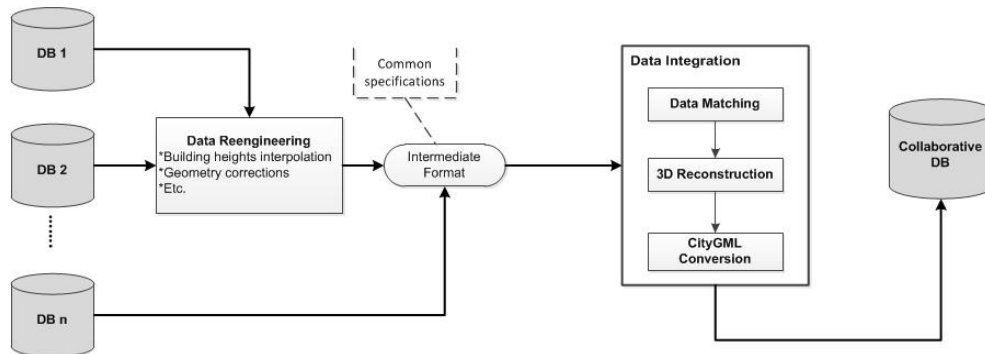 DB 1
DB 2
DB n
Data Reengineering
*Building heights interpolation
*Geometry corrections
*Etc.
Common
specifications
Intermediate
Format
Data Integration
Data Matching
3D Reconstruction
CityGML
Conversion
Collaborative
DB